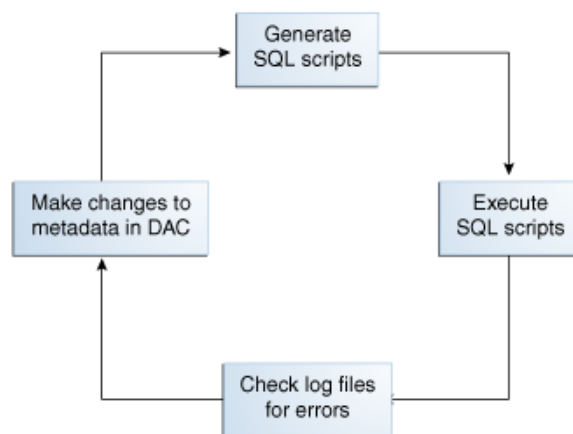 Generate
SQL scripts
Make changes to
metadata in DAC
Execute
SQL scripts
Check log files
for errors